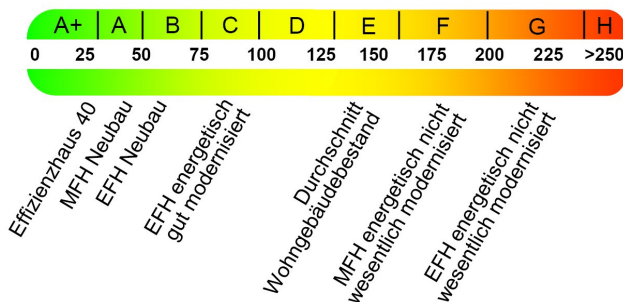 A+ A B C D E F G H
0 25 50 75 100 125 150 175 200 225 >250
Effizienzhaus 40
MFH Neubau
EFH Neubau
EFH energetisch
gut modernisiert
Durchschnitt
Wohngebäudebestand
MFH energetisch nicht
wesentlich modernisiert
EFH energetisch nicht
wesentlich modernisiert